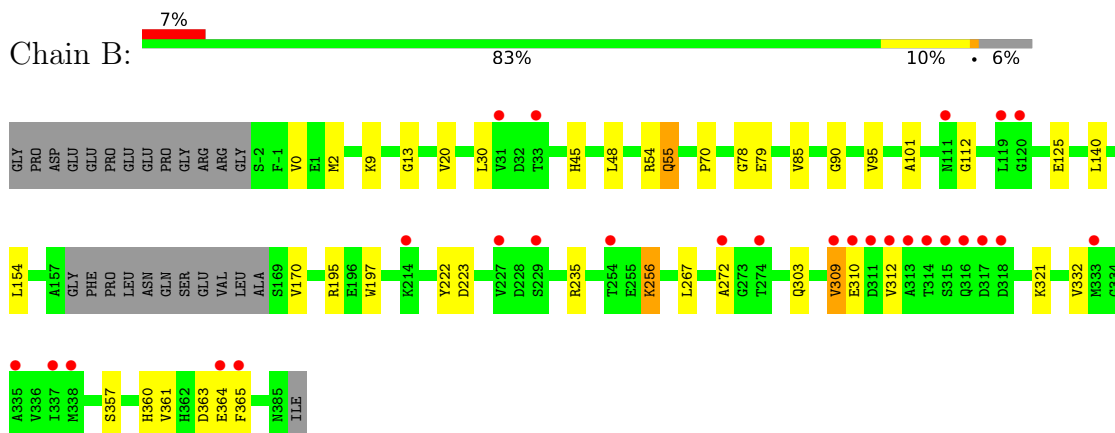 7%
Chain B:
83% 10% • 6%
GLY PRO ASP GLU GLU PRO GLU GLU PRO GLY ARG ARG GLY S-2 F-1 V0 E1 M2 K9 G13 V20 L30 V31 D32 T33 H45 L48 R54 Q55 P70 G78 E79 V85 G90 V95 A101 N111 G112 L119 G120 E125 L140
L154 A157 GLY PHE PRO LEU ASN GLN SER GLU VAL LEU ALA S169 V170 R195 E196 W197 K214 Y222 D223 V227 D228 S229 R235 T254 E255 K256 L267 A272 G273 T274 Q303 V309 E310 D311 V312 A313 T314 S315 Q316 D317 D318 K321 V332 M333 G334
A335 V336 I337 M338 S357 H360 V361 H362 D363 E364 F365 N385 ILE